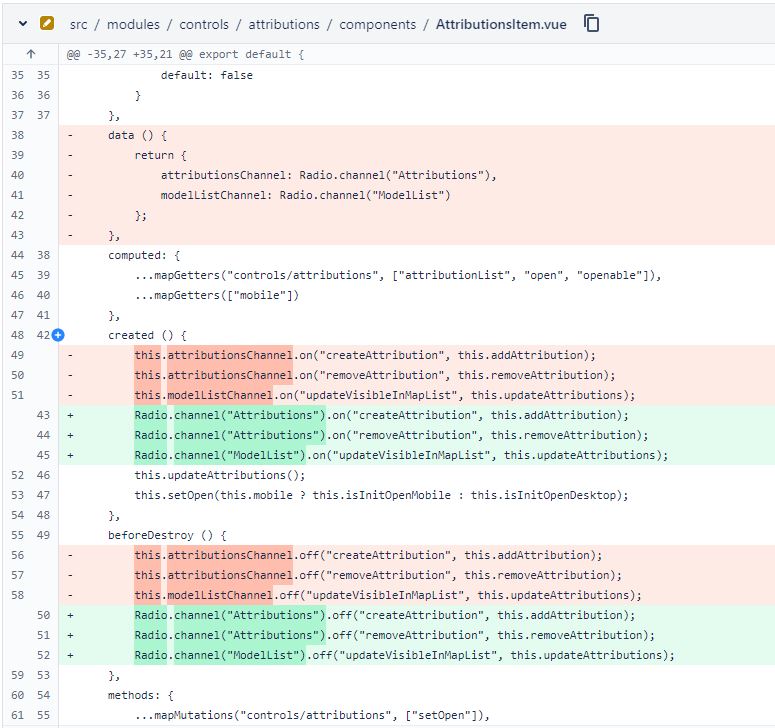 src / modules / controls / attributions / components / AttributionsItem.vue
@@ -35,27 +35,21 @@ export default {
35 35 default: false
36 36 }
37 37 },
38 - data () {
39 - return {
40 - attributionsChannel: Radio.channel("Attributions"),
41 - modelListChannel: Radio.channel("ModelList")
42 - };
43 - },
44 38 computed: {
45 39 ...mapGetters("controls/attributions", ["attributionList", "open", "openable"]),
46 40 ...mapGetters(["mobile"])
47 41 },
48 42 created () {
49 - this.attributionsChannel.on("createAttribution", this.addAttribution);
50 - this.attributionsChannel.on("removeAttribution", this.removeAttribution);
51 - this.modelListChannel.on("updateVisibleInMapList", this.updateAttributions);
43 + Radio.channel("Attributions").on("createAttribution", this.addAttribution);
44 + Radio.channel("Attributions").on("removeAttribution", this.removeAttribution);
45 + Radio.channel("ModelList").on("updateVisibleInMapList", this.updateAttributions);
52 46 this.updateAttributions();
53 47 this.setOpen(this.mobile ? this.isInitOpenMobile : this.isInitOpenDesktop);
54 48 },
55 49 beforeDestroy () {
56 - this.attributionsChannel.off("createAttribution", this.addAttribution);
57 - this.attributionsChannel.off("removeAttribution", this.removeAttribution);
58 - this.modelListChannel.off("updateVisibleInMapList", this.updateAttributions);
50 + Radio.channel("Attributions").off("createAttribution", this.addAttribution);
51 + Radio.channel("Attributions").off("removeAttribution", this.removeAttribution);
52 + Radio.channel("ModelList").off("updateVisibleInMapList", this.updateAttributions);
59 53 },
60 54 methods: {
61 55 ...mapMutations("controls/attributions", ["setOpen"]),